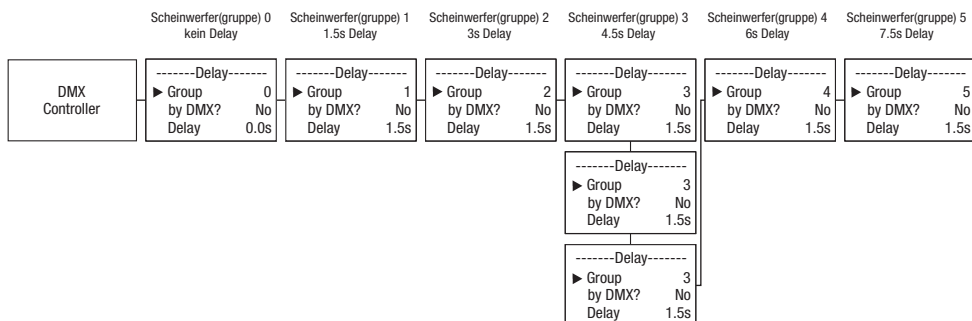 Scheinwerfer(gruppe) 0
kein Delay
Scheinwerfer(gruppe) 1
1.5s Delay
Scheinwerfer(gruppe) 2
3s Delay
Scheinwerfer(gruppe) 3
4.5s Delay
Scheinwerfer(gruppe) 4
6s Delay
Scheinwerfer(gruppe) 5
7.5s Delay
DMX
Controller
-------Delay-------
▶ Group 0
by DMX? No
Delay 0.0s
-------Delay-------
▶ Group 1
by DMX? No
Delay 1.5s
-------Delay-------
▶ Group 2
by DMX? No
Delay 1.5s
-------Delay-------
▶ Group 3
by DMX? No
Delay 1.5s
-------Delay-------
▶ Group 4
by DMX? No
Delay 1.5s
-------Delay-------
▶ Group 5
by DMX? No
Delay 1.5s
-------Delay-------
▶ Group 3
by DMX? No
Delay 1.5s
-------Delay-------
▶ Group 3
by DMX? No
Delay 1.5s